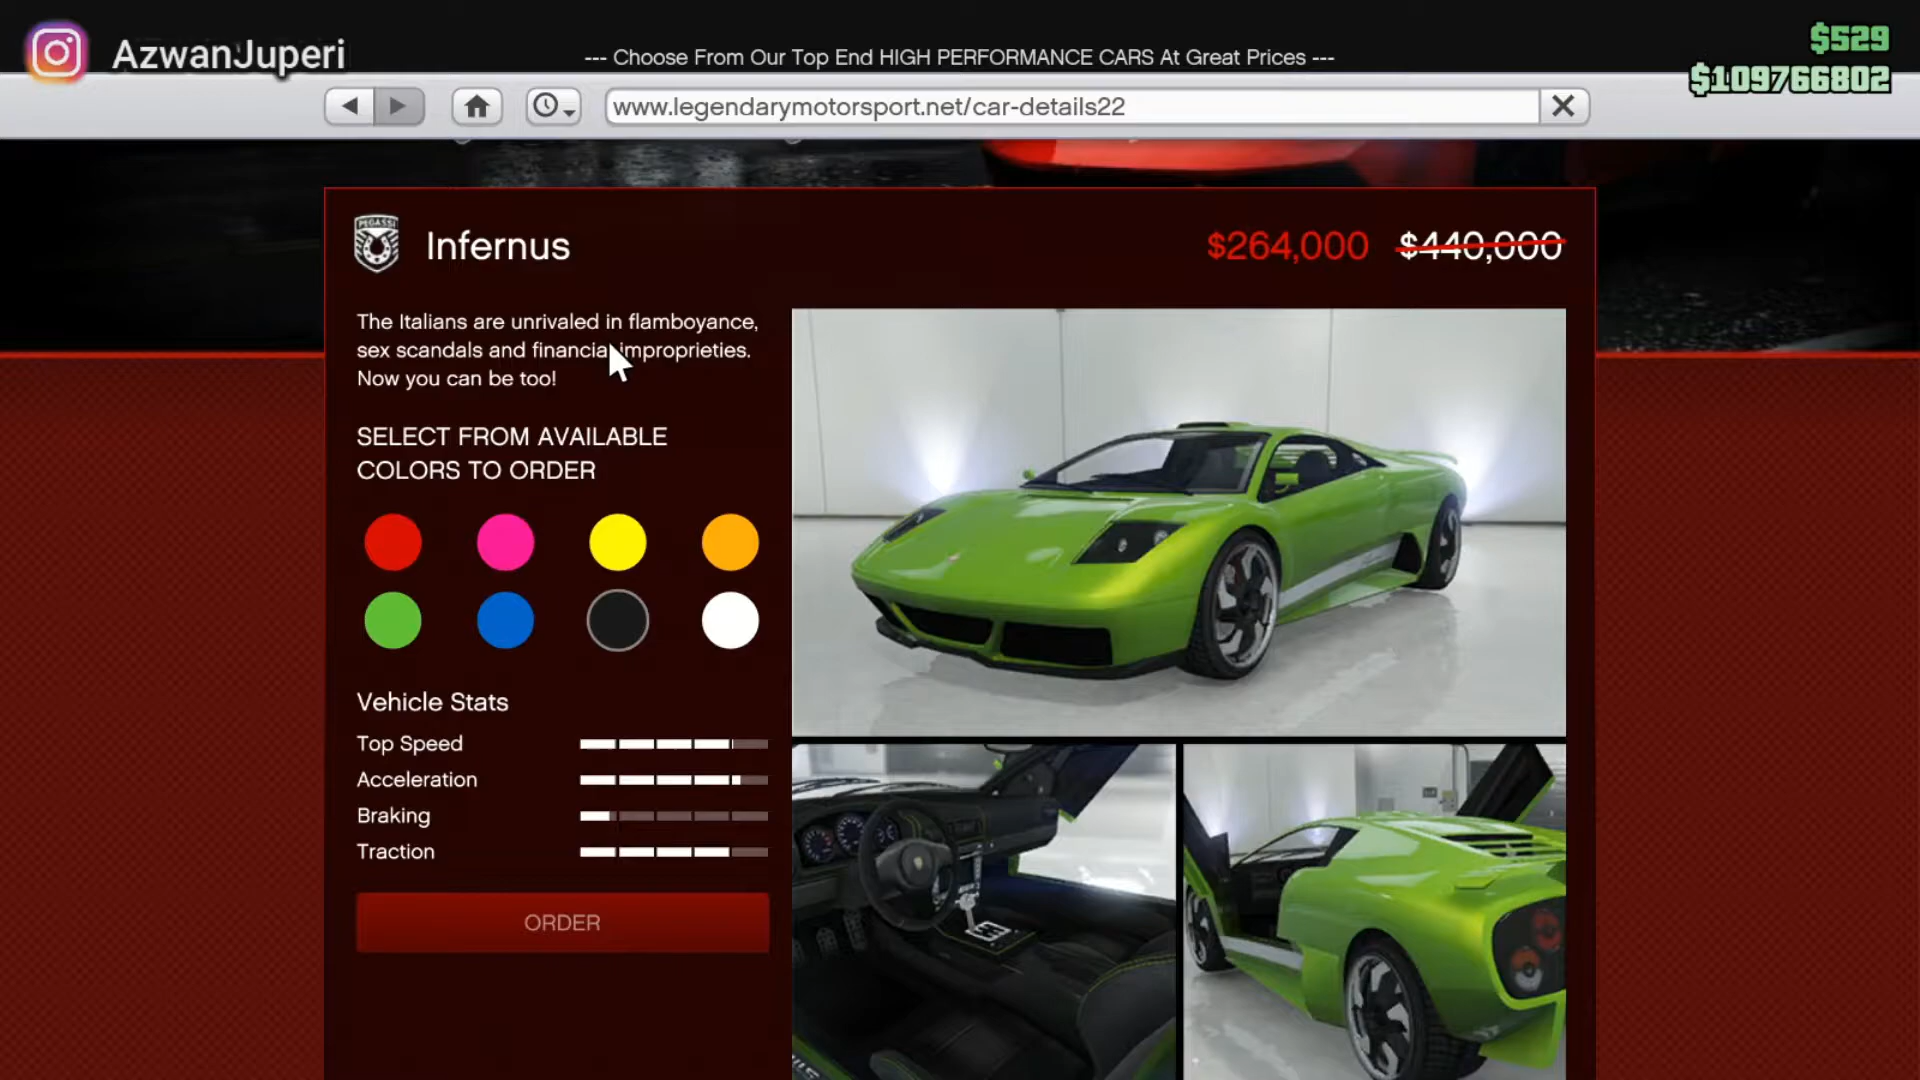 AzwanJuperi
--- Choose From Our Top End HIGH PERFORMANCE CARS At Great Prices ---
$529
$109766802
www.legendarymotorsport.net/car-details22
PEGASSI
Infernus
$264,000 $440,000
The Italians are unrivaled in flamboyance,
sex scandals and financial improprieties.
Now you can be too!
SELECT FROM AVAILABLE
COLORS TO ORDER
Vehicle Stats
Top Speed
Acceleration
Braking
Traction
ORDER